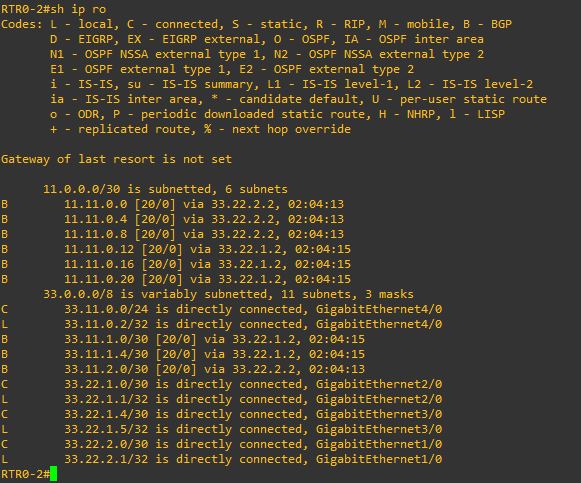 RTR0-2#sh ip ro
Codes: L - local, C - connected, S - static, R - RIP, M - mobile, B - BGP
D - EIGRP, EX - EIGRP external, O - OSPF, IA - OSPF inter area
N1 - OSPF NSSA external type 1, N2 - OSPF NSSA external type 2
E1 - OSPF external type 1, E2 - OSPF external type 2
i - IS-IS, su - IS-IS summary, L1 - IS-IS level-1, L2 - IS-IS level-2
ia - IS-IS inter area, * - candidate default, U - per-user static route
o - ODR, P - periodic downloaded static route, H - NHRP, l - LISP
+ - replicated route, % - next hop override
Gateway of last resort is not set
11.0.0.0/30 is subnetted, 6 subnets
B 11.11.0.0 [20/0] via 33.22.2.2, 02:04:13
B 11.11.0.4 [20/0] via 33.22.2.2, 02:04:13
B 11.11.0.8 [20/0] via 33.22.2.2, 02:04:13
B 11.11.0.12 [20/0] via 33.22.1.2, 02:04:15
B 11.11.0.16 [20/0] via 33.22.1.2, 02:04:15
B 11.11.0.20 [20/0] via 33.22.1.2, 02:04:15
33.0.0.0/8 is variably subnetted, 11 subnets, 3 masks
C 33.11.0.0/24 is directly connected, GigabitEthernet4/0
L 33.11.0.2/32 is directly connected, GigabitEthernet4/0
B 33.11.1.0/30 [20/0] via 33.22.1.2, 02:04:15
B 33.11.1.4/30 [20/0] via 33.22.1.2, 02:04:15
B 33.11.2.0/30 [20/0] via 33.22.2.2, 02:04:13
C 33.22.1.0/30 is directly connected, GigabitEthernet2/0
L 33.22.1.1/32 is directly connected, GigabitEthernet2/0
C 33.22.1.4/30 is directly connected, GigabitEthernet3/0
L 33.22.1.5/32 is directly connected, GigabitEthernet3/0
C 33.22.2.0/30 is directly connected, GigabitEthernet1/0
L 33.22.2.1/32 is directly connected, GigabitEthernet1/0
RTR0-2#